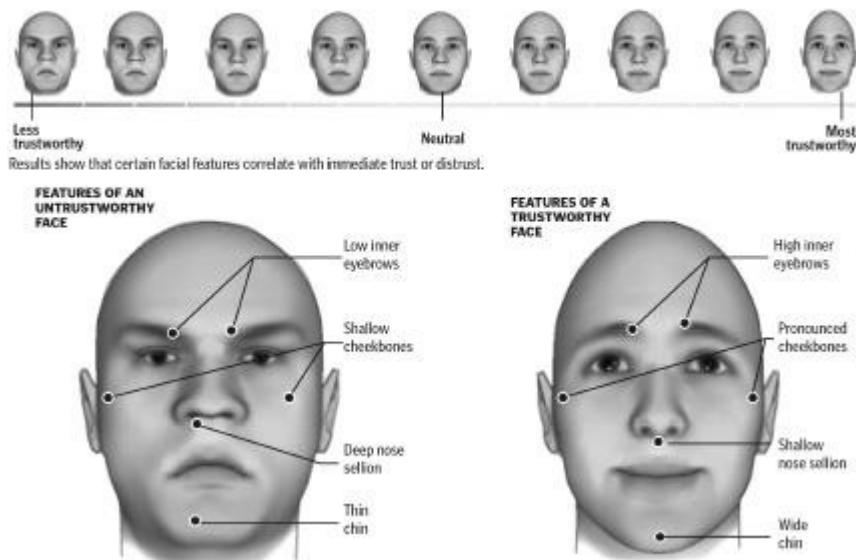 Less
trustworthy
Neutral
Most
trustworthy
Results show that certain facial features correlate with immediate trust or distrust.
FEATURES OF AN
UNTRUSTWORTHY
FACE
Low inner
eyebrows
Shallow
cheekbones
Deep nose
sellion
Thin
chin
FEATURES OF A
TRUSTWORTHY
FACE
High inner
eyebrows
Pronounced
cheekbones
Shallow
nose sellion
Wide
chin